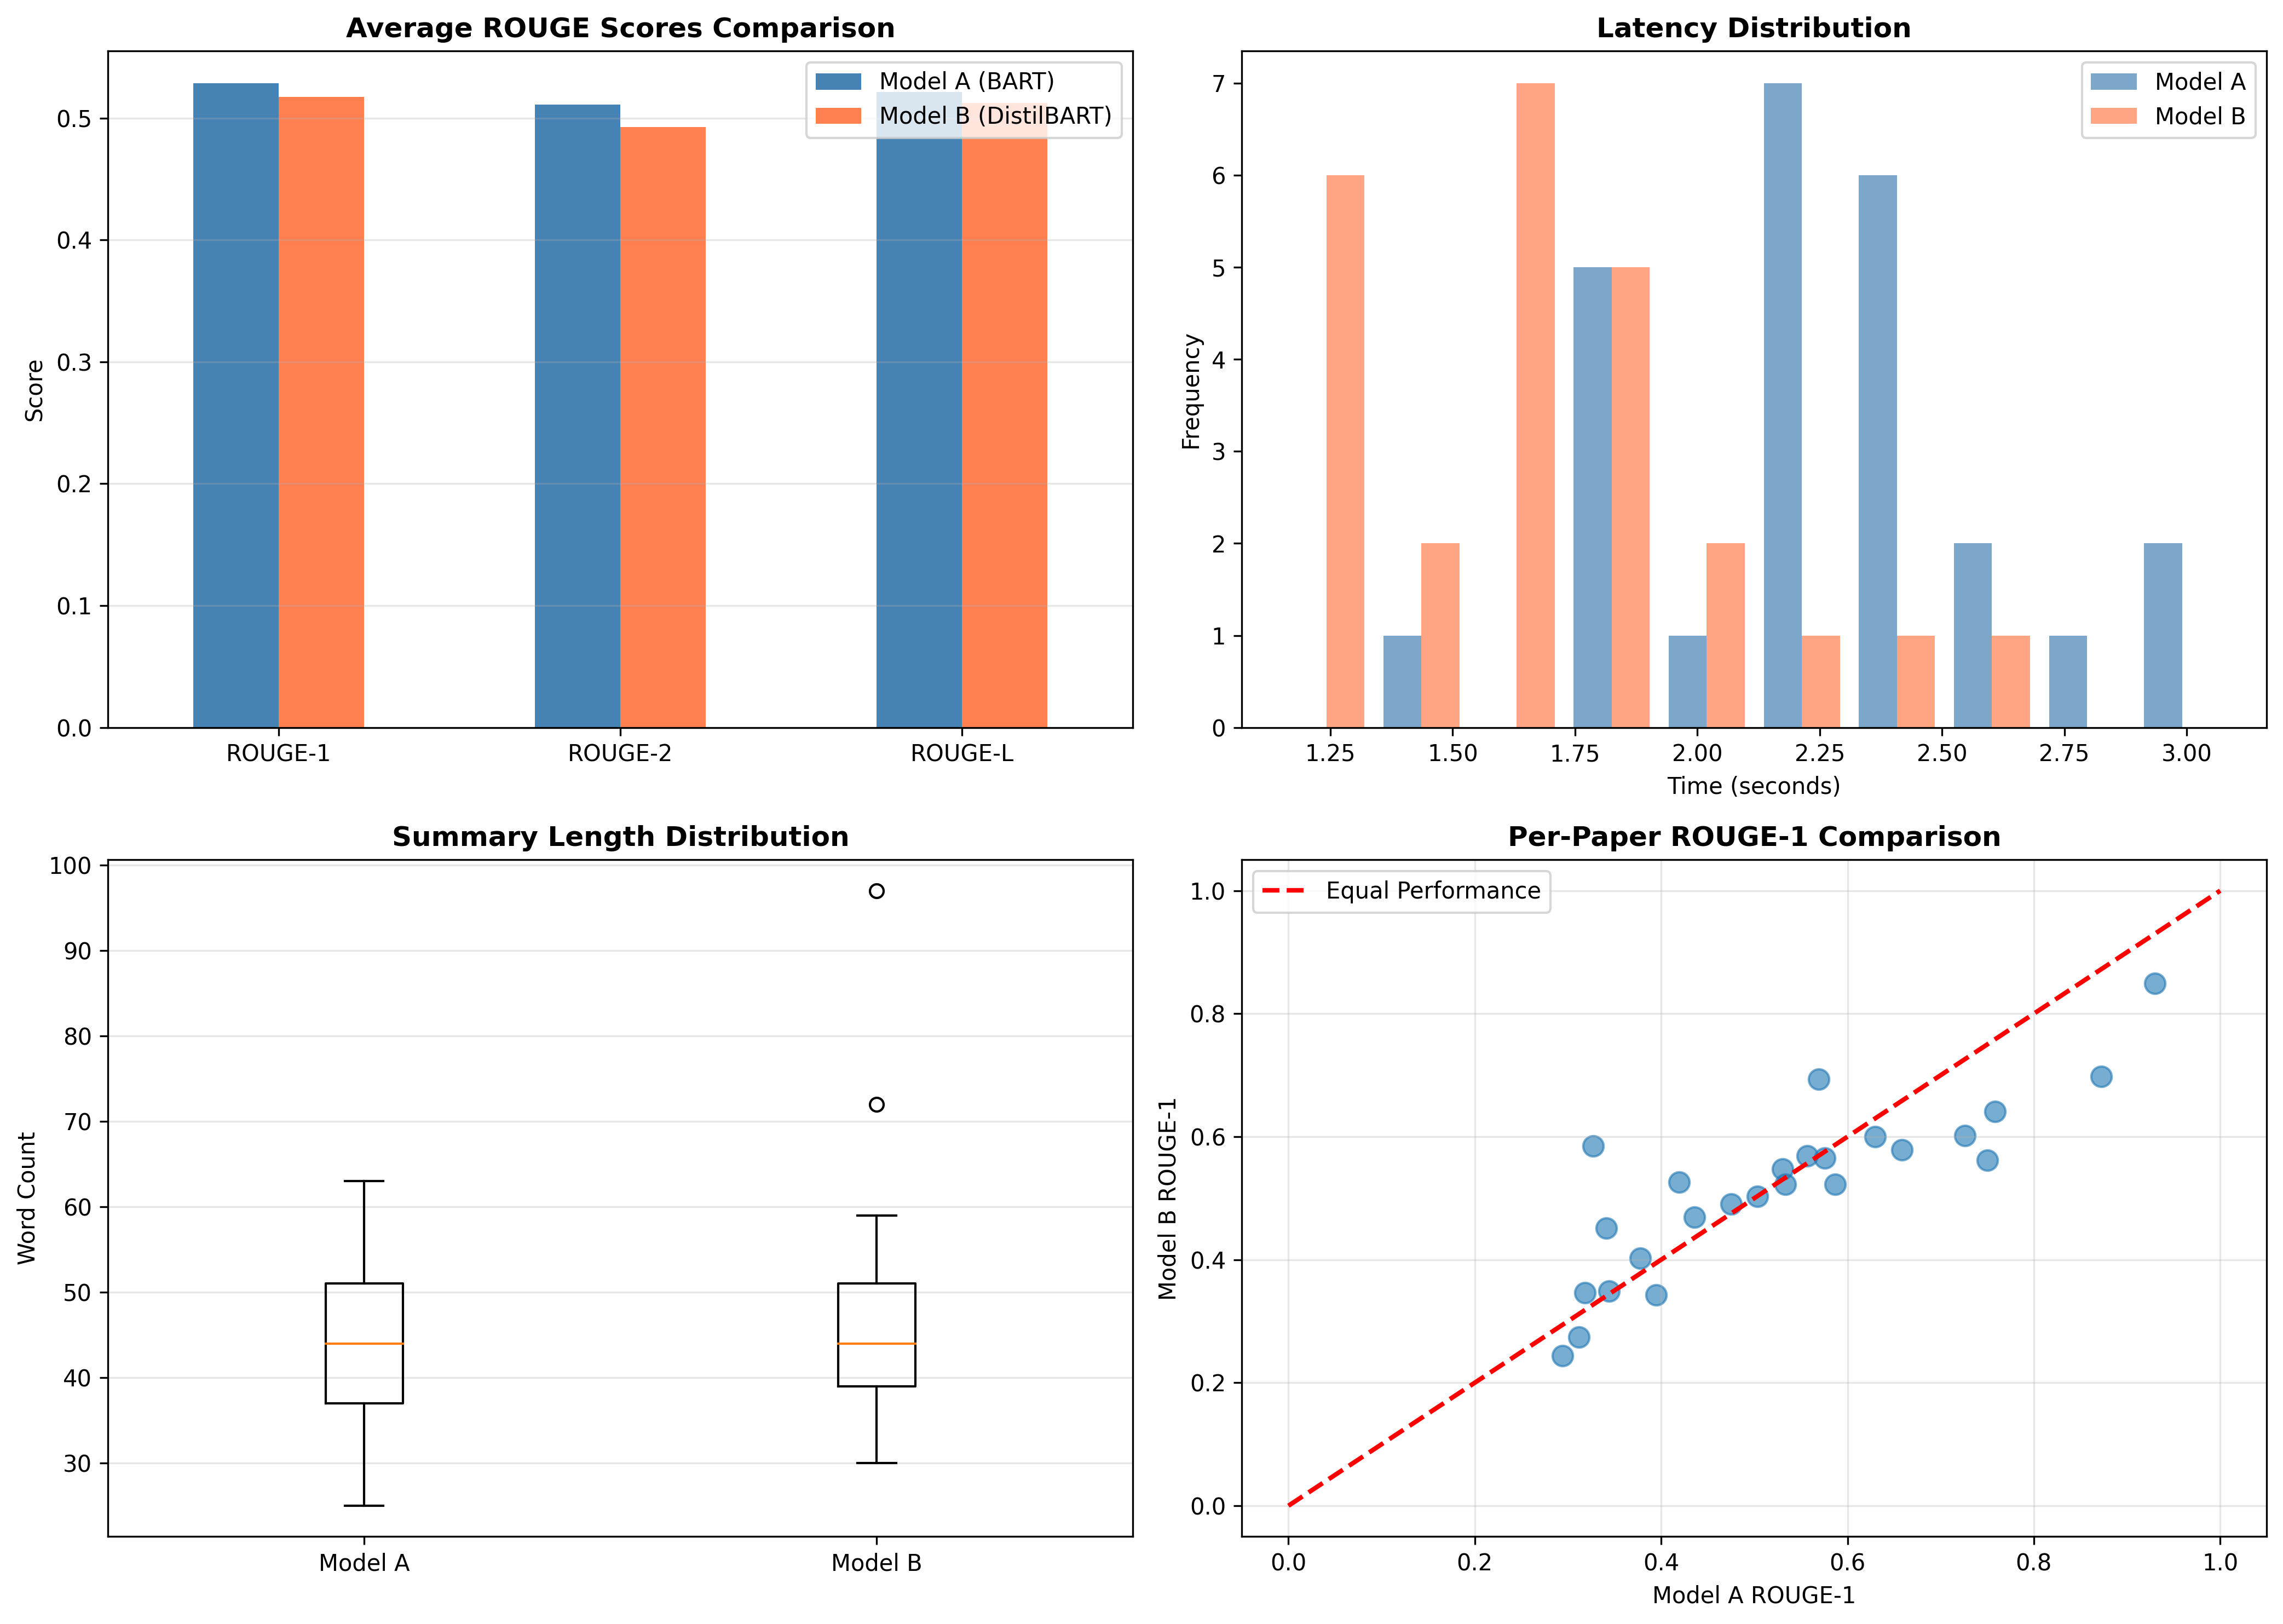 Average ROUGE Scores Comparison
Model A (BART)
Model B (DistilBART)
Score
0.5
0.4
0.3
0.2
0.1
0.0
ROUGE-1 ROUGE-2 ROUGE-L
Latency Distribution
Model A
Model B
Frequency
7
6
5
4
3
2
1
0
1.25 1.50 1.75 2.00 2.25 2.50 2.75 3.00
Time (seconds)
Summary Length Distribution
Word Count
100
90
80
70
60
50
40
30
Model A Model B
Per-Paper ROUGE-1 Comparison
Equal Performance
Model B ROUGE-1
1.0
0.8
0.6
0.4
0.2
0.0
0.0 0.2 0.4 0.6 0.8 1.0
Model A ROUGE-1